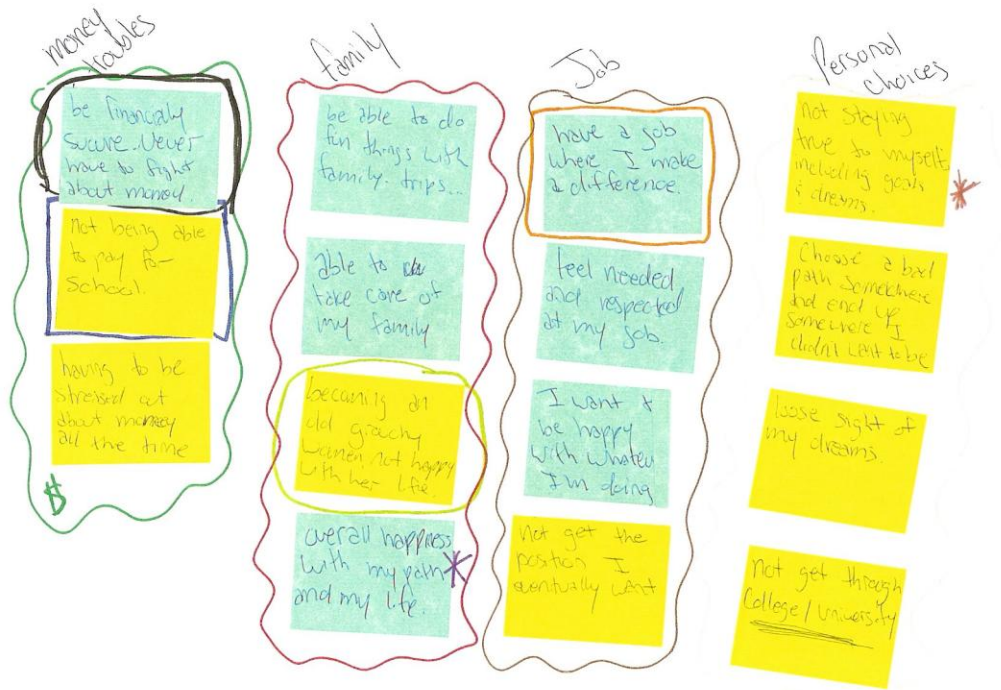 money
troubles
be financially
secure. Never
have to fight
about money.
Not being able
to pay for
School.
having to be
stressed out
about money
all the time
$
family
be able to do
fun things with
family. trips...
able to
take care of
my family
becoming an
old grouchy
women not happy
with her life.
overall happiness
with my path
and my life.
Job
have a job
where I make
a difference.
feel needed
and respected
at my job.
I want +
be happy
with whatev
I'm doing
Not get the
position I
eventually want
Personal
choices
not staying
true to myself,
including goals
& dreams.
Choose a bad
path somewhere
and end up
somewhere I
didn't want to be
loose sight of
my dreams.
Not get through
College/University